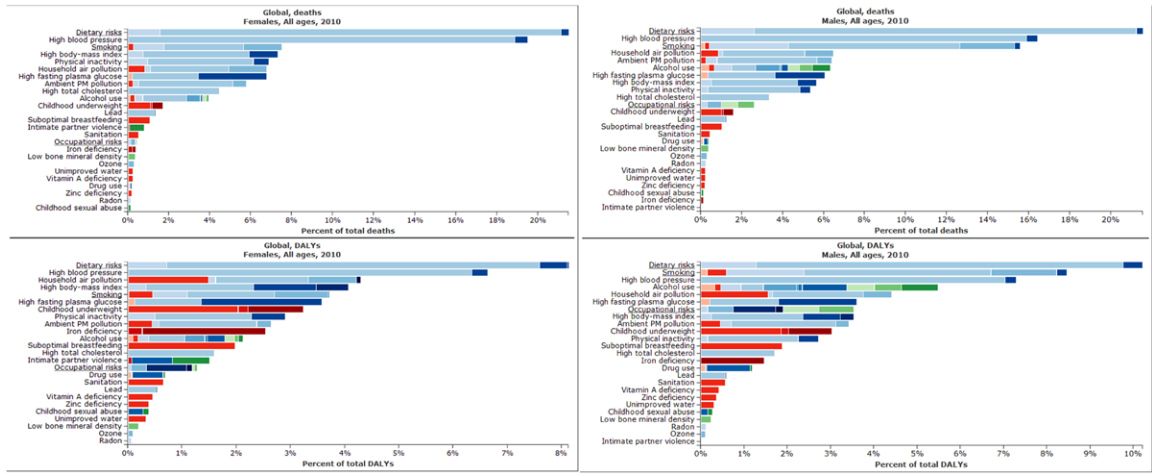 Global, deaths
Females, All ages, 2010
Dietary risks
High blood pressure
Smoking
High body-mass index
Physical inactivity
Household air pollution
High fasting plasma glucose
Ambient PM pollution
High total cholesterol
Alcohol use
Childhood underweight
Lead
Suboptimal breastfeeding
Intimate partner violence
Sanitation
Occupational risks
Iron deficiency
Low bone mineral density
Ozone
Unimproved water
Vitamin A deficiency
Drug use
Zinc deficiency
Radon
Childhood sexual abuse
0% 2% 4% 6% 8% 10% 12% 14% 16% 18% 20%
Percent of total deaths
Global, deaths
Males, All ages, 2010
Dietary risks
High blood pressure
Smoking
Household air pollution
Ambient PM pollution
Alcohol use
High fasting plasma glucose
High body-mass index
Physical inactivity
High total cholesterol
Occupational risks
Childhood underweight
Lead
Suboptimal breastfeeding
Sanitation
Drug use
Low bone mineral density
Ozone
Radon
Vitamin A deficiency
Unimproved water
Zinc deficiency
Childhood sexual abuse
Iron deficiency
Intimate partner violence
0% 2% 4% 6% 8% 10% 12% 14% 16% 18% 20%
Percent of total deaths
Global, DALYs
Females, All ages, 2010
Dietary risks
High blood pressure
Household air pollution
High body-mass index
Smoking
High fasting plasma glucose
Childhood underweight
Physical inactivity
Ambient PM pollution
Iron deficiency
Alcohol use
Suboptimal breastfeeding
High total cholesterol
Intimate partner violence
Occupational risks
Drug use
Sanitation
Lead
Vitamin A deficiency
Zinc deficiency
Childhood sexual abuse
Unimproved water
Low bone mineral density
Ozone
Radon
0% 1% 2% 3% 4% 5% 6% 7% 8%
Percent of total DALYs
Global, DALYs
Males, All ages, 2010
Dietary risks
Smoking
High blood pressure
Alcohol use
Household air pollution
High fasting plasma glucose
Occupational risks
High body-mass index
Ambient PM pollution
Childhood underweight
Physical inactivity
Suboptimal breastfeeding
High total cholesterol
Iron deficiency
Drug use
Lead
Sanitation
Vitamin A deficiency
Zinc deficiency
Unimproved water
Childhood sexual abuse
Low bone mineral density
Radon
Ozone
Intimate partner violence
0% 1% 2% 3% 4% 5% 6% 7% 8% 9% 10%
Percent of total DALYs